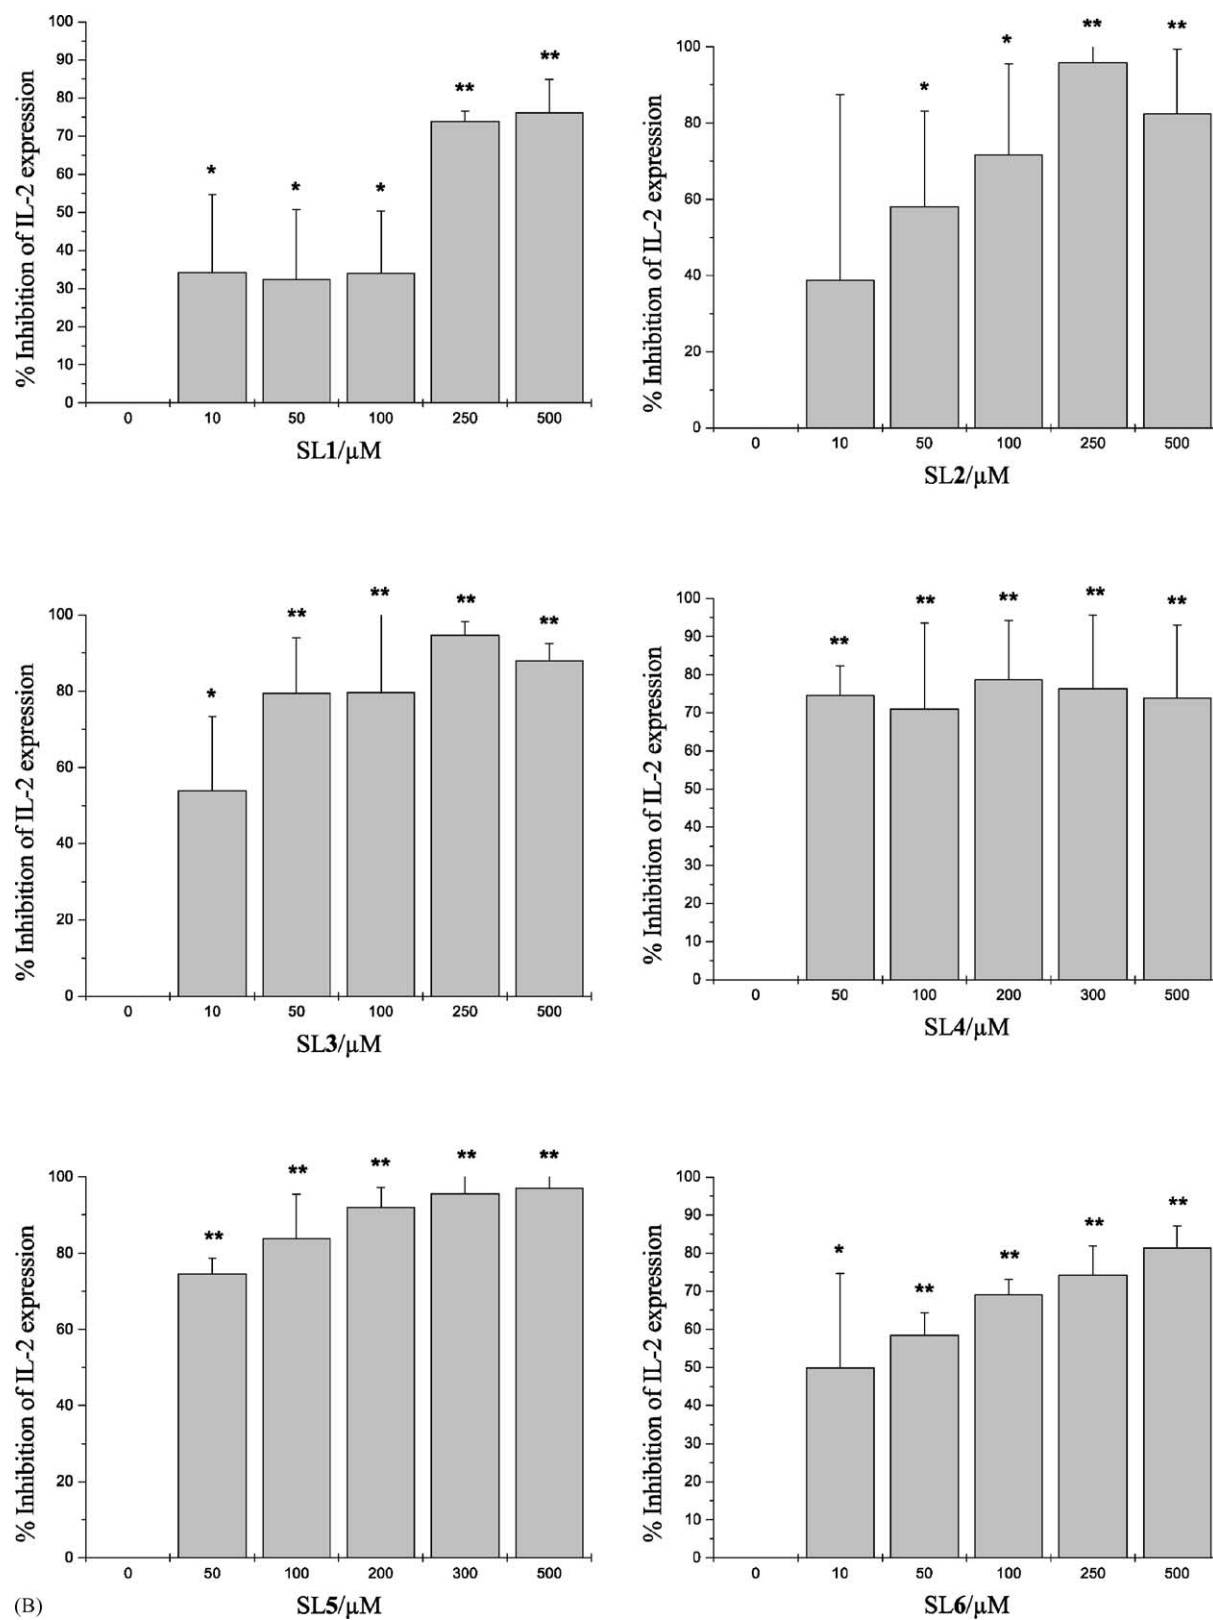 % Inhibition of IL-2 expression
100
90
80
70
60
50
40
30
20
10
0
* * * ** **
0 10 50 100 250 500
SL1/µM
% Inhibition of IL-2 expression
100
80
60
40
20
0
* * ** **
0 10 50 100 250 500
SL2/µM
% Inhibition of IL-2 expression
100
80
60
40
20
0
* ** ** ** **
0 10 50 100 250 500
SL3/µM
% Inhibition of IL-2 expression
100
90
80
70
60
50
40
30
20
10
0
** ** ** ** **
0 50 100 200 300 500
SL4/µM
% Inhibition of IL-2 expression
100
80
60
40
20
0
** ** ** ** **
0 50 100 200 300 500
SL5/µM
% Inhibition of IL-2 expression
100
90
80
70
60
50
40
30
20
10
0
* ** ** ** **
0 10 50 100 250 500
SL6/µM
(B)